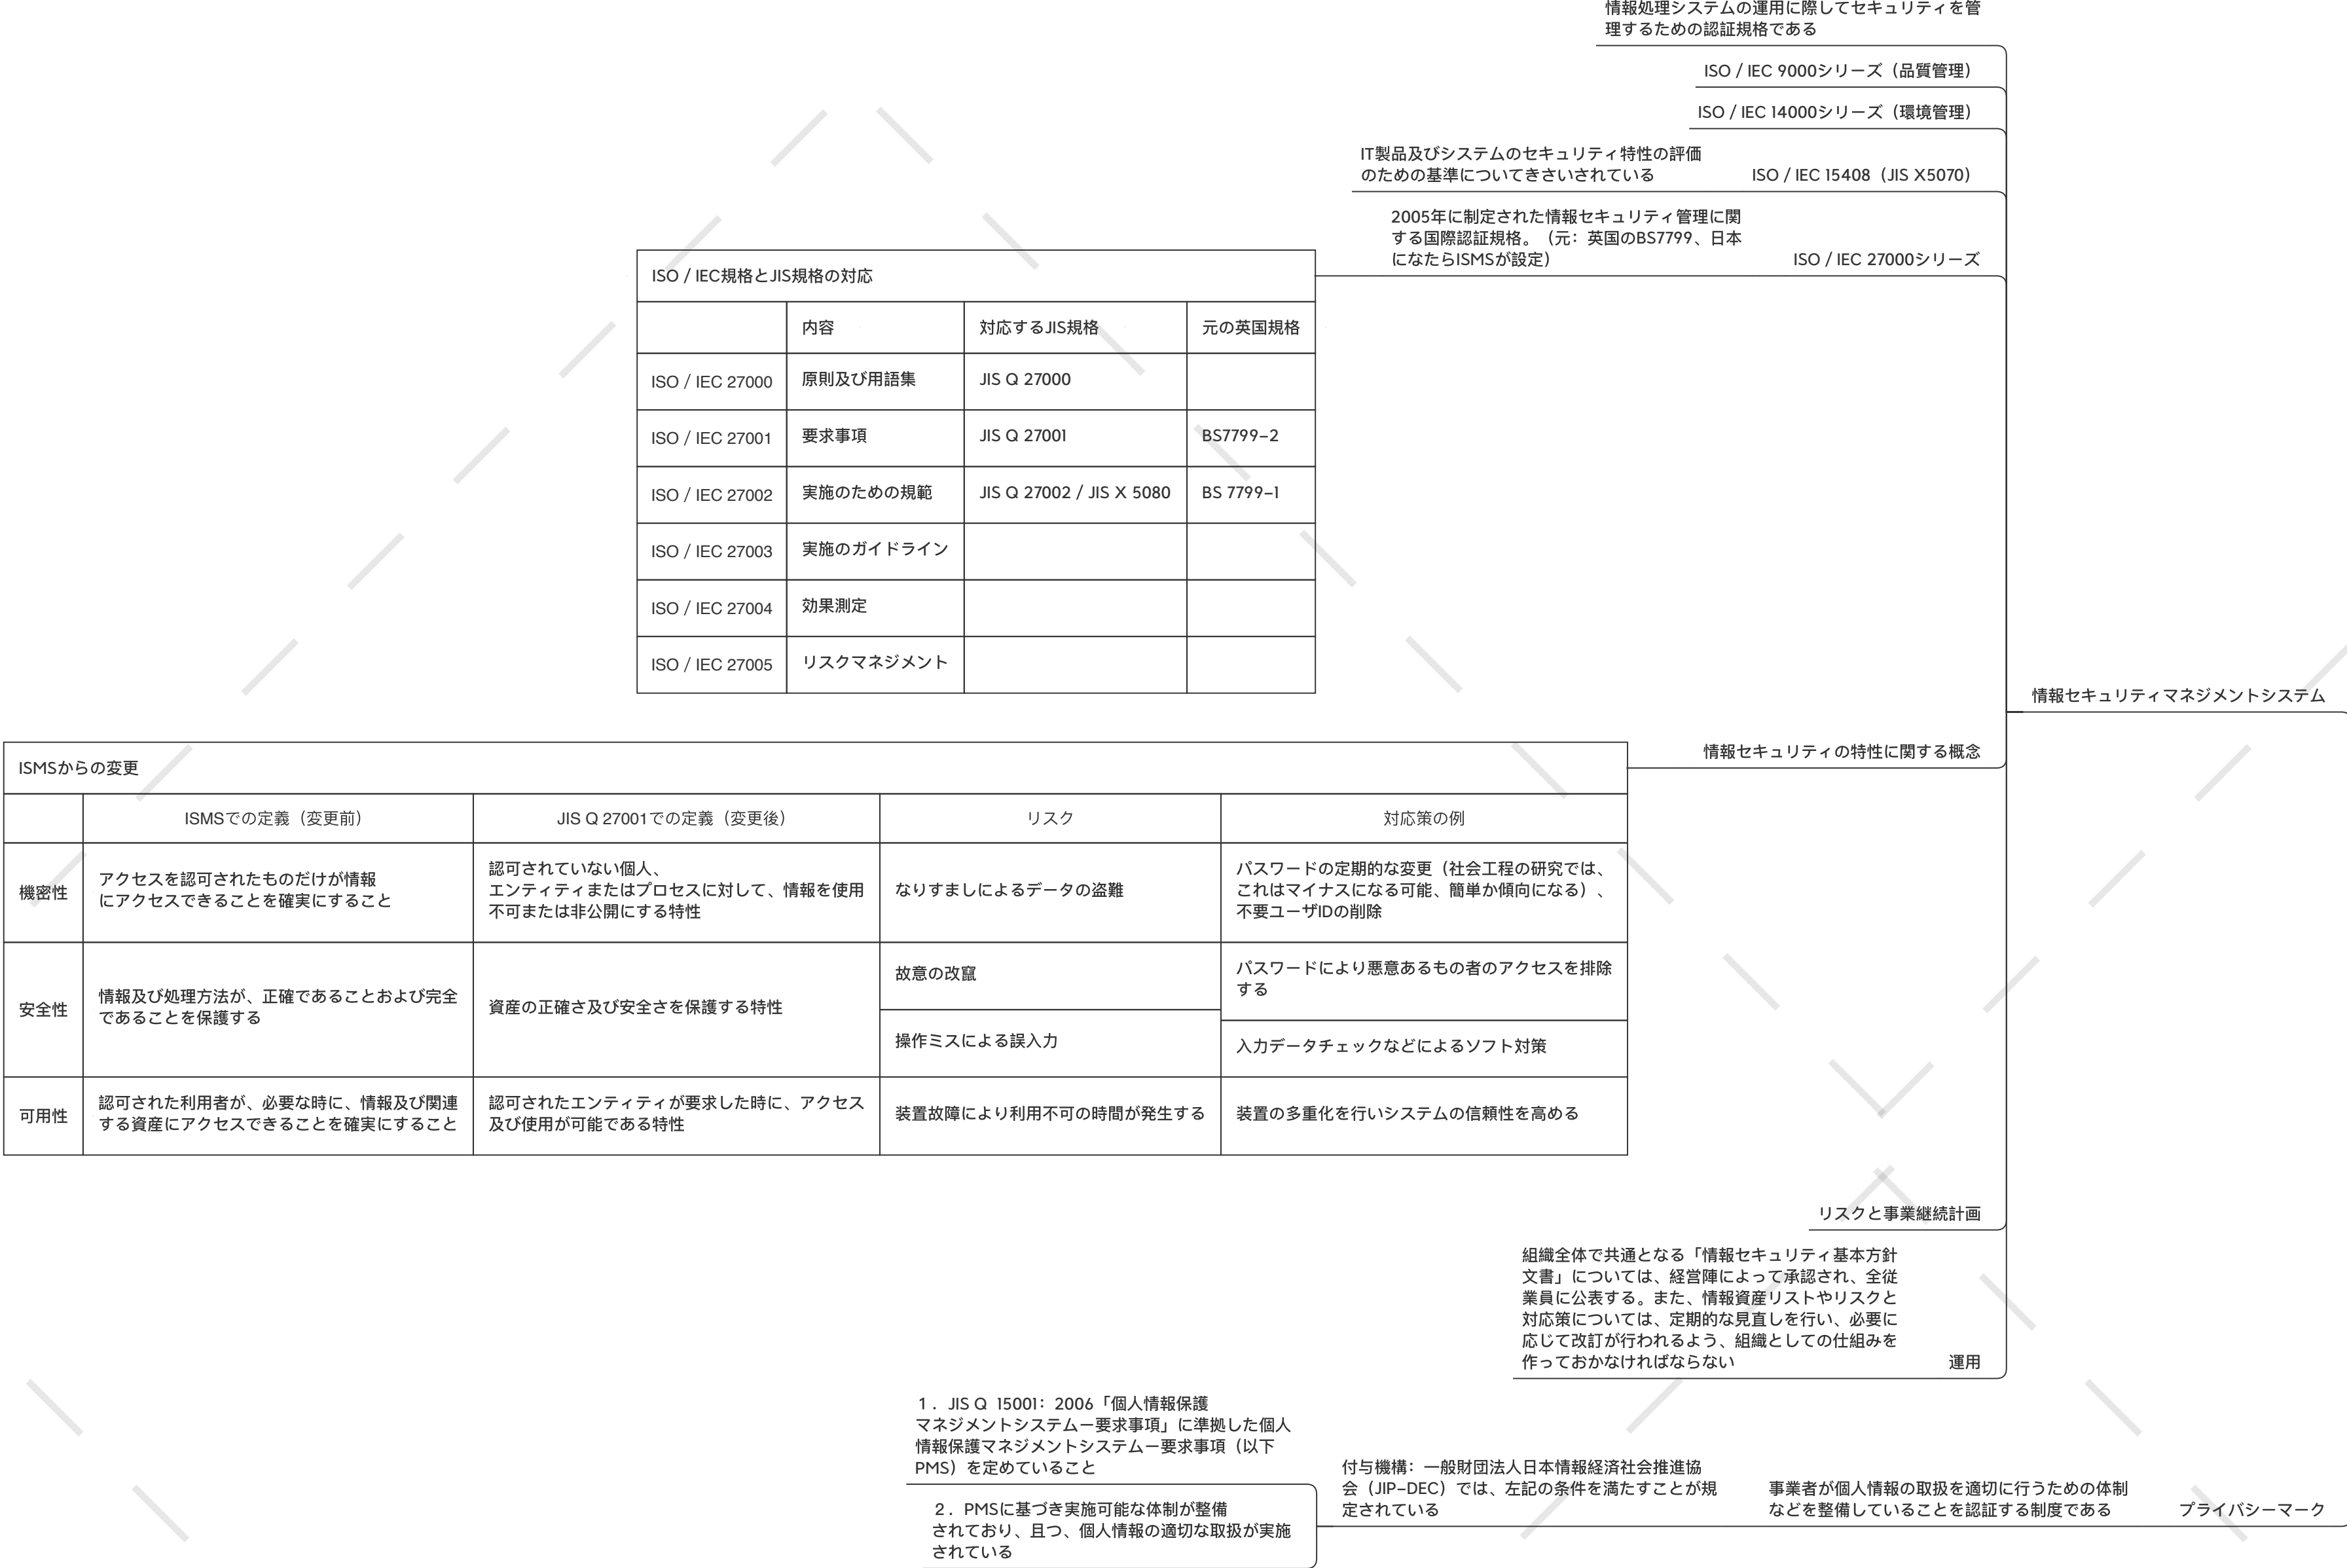 情報処理システムの運用に際してセキュリティを管
理するための認証規格である
ISO / IEC 9000シリーズ（品質管理）
ISO / IEC 14000シリーズ（環境管理）
IT製品及びシステムのセキュリティ特性の評価
のための基準についてきさいされている
ISO / IEC 15408（JIS X5070）
2005年に制定された情報セキュリティ管理に関
する国際認証規格。（元：英国のBS7799、日本
になたらISMSが設定）
ISO / IEC 27000シリーズ
ISO / IEC規格とJIS規格の対応
内容 対応するJIS規格 元の英国規格
ISO / IEC 27000 原則及び用語集 JIS Q 27000
ISO / IEC 27001 要求事項 JIS Q 27001 BS7799-2
ISO / IEC 27002 実施のための規範 JIS Q 27002 / JIS X 5080 BS 7799-1
ISO / IEC 27003 実施のガイドライン
ISO / IEC 27004 効果測定
ISO / IEC 27005 リスクマネジメント
情報セキュリティマネジメントシステム
情報セキュリティの特性に関する概念
ISMSからの変更
ISMSでの定義（変更前） JIS Q 27001での定義（変更後） リスク 対応策の例
機密性
アクセスを認可されたものだけが情報
にアクセスできることを確実にすること
認可されていない個人、
エンティティまたはプロセスに対して、情報を使用
不可または非公開にする特性
なりすましによるデータの盗難
パスワードの定期的な変更（社会工程の研究では、
これはマイナスになる可能、簡単か傾向になる）、
不要ユーザIDの削除
安全性
情報及び処理方法が、正確であることおよび完全
であることを保護する
資産の正確さ及び安全さを保護する特性
故意の改竄
パスワードにより悪意あるもの者のアクセスを排除
する
操作ミスによる誤入力
入力データチェックなどによるソフト対策
可用性
認可された利用者が、必要な時に、情報及び関連
する資産にアクセスできることを確実にすること
認可されたエンティティが要求した時に、アクセス
及び使用が可能である特性
装置故障により利用不可の時間が発生する
装置の多重化を行いシステムの信頼性を高める
リスクと事業継続計画
組織全体で共通となる「情報セキュリティ基本方針
文書」については、経営陣によって承認され、全従
業員に公表する。また、情報資産リストやリスクと
対応策については、定期的な見直しを行い、必要に
応じて改訂が行われるよう、組織としての仕組みを
作っておかなければならない
運用
１．JIS Q 15001：2006「個人情報保護
マネジメントシステムー要求事項」に準拠した個人
情報保護マネジメントシステムー要求事項（以下
PMS）を定めていること
２．PMSに基づき実施可能な体制が整備
されており、且つ、個人情報の適切な取扱が実施
されている
付与機構：一般財団法人日本情報経済社会推進協
会（JIP-DEC）では、左記の条件を満たすことが規
定されている
事業者が個人情報の取扱を適切に行うための体制
などを整備していることを認証する制度である
プライバシーマーク